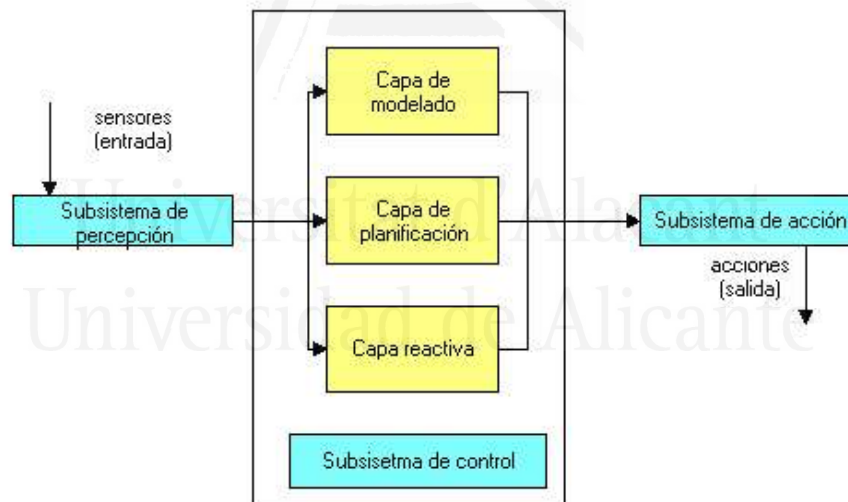 Capa de
modelado
sensores
(entrada)
Subsistema de
percepción
Capa de
planificación
Subsistema de acción
acciones
(salida)
Capa reactiva
Subsisetma de control
Universitat d'Alacant
Universidad de Alicante